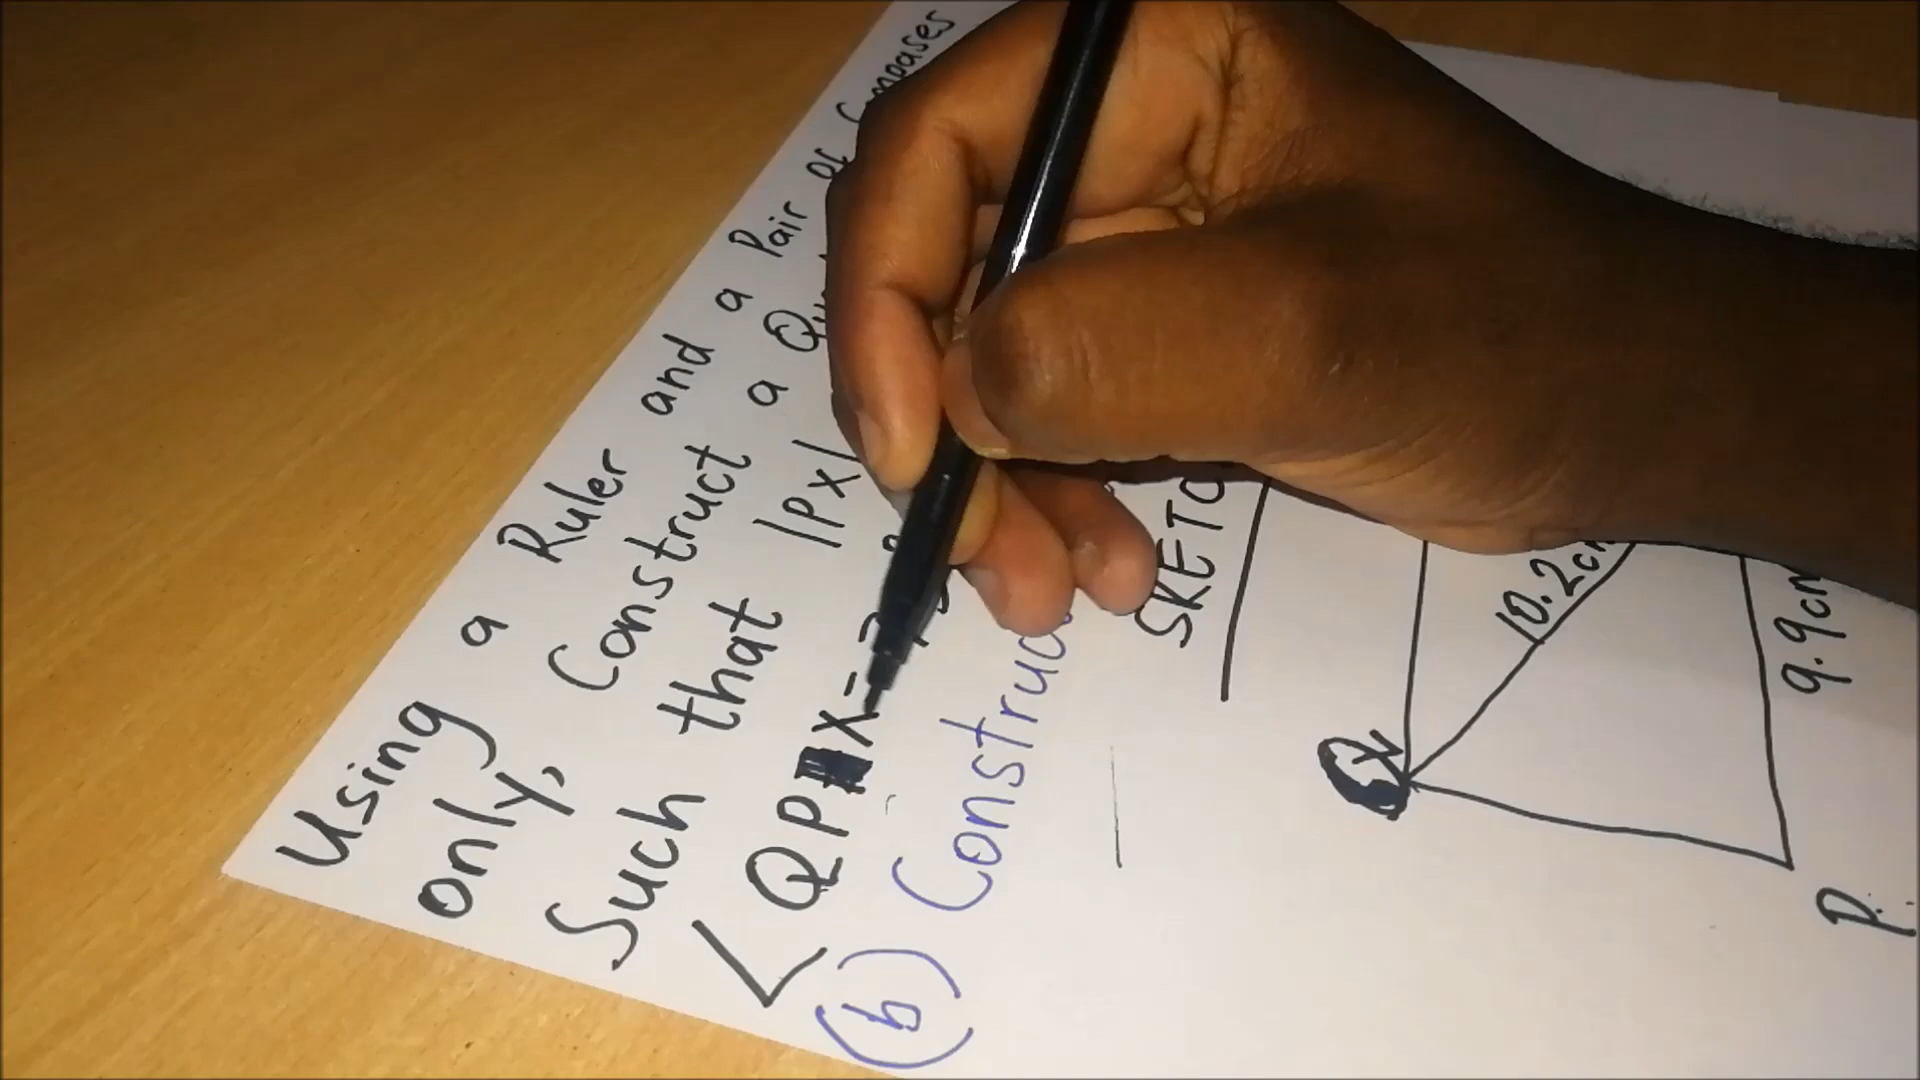 Using a Ruler and a Pair of Compases
only, Construct a
Such that |PX|
<QPX=
(b) Construc
SKETC
10.2cm
9.9cm
Q
P